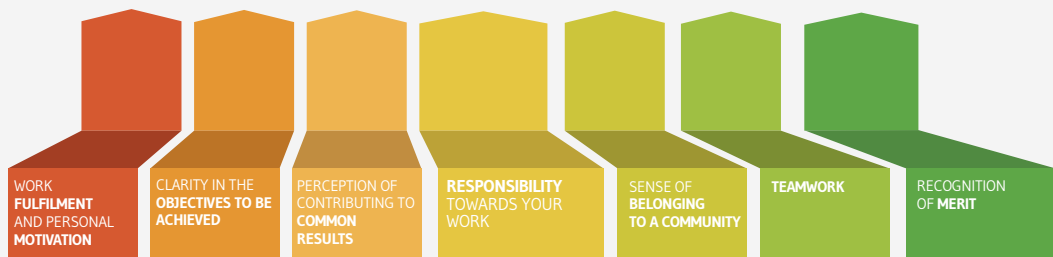 WORK
FULFILMENT
AND PERSONAL
MOTIVATION
CLARITY IN THE
OBJECTIVES TO BE
ACHIEVED
PERCEPTION OF
CONTRIBUTING TO
COMMON
RESULTS
RESPONSIBILITY
TOWARDS YOUR
WORK
SENSE OF
BELONGING
TO A COMMUNITY
TEAMWORK
RECOGNITION
OF MERIT